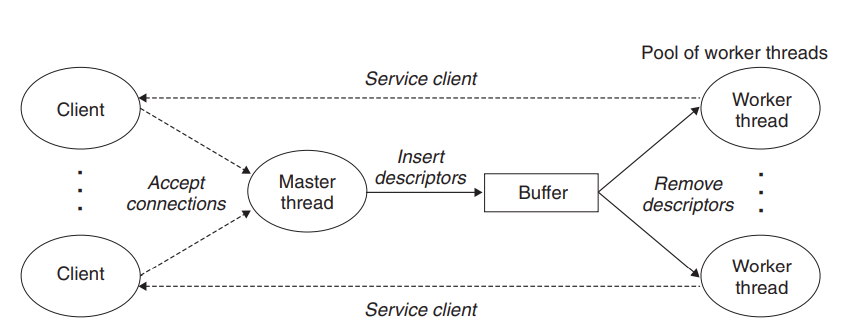 Pool of worker threads
Service client
Client
Worker
thread
Insert
descriptors
Accept
connections
Master
thread
Buffer
Remove
descriptors
Client
Worker
thread
Service client